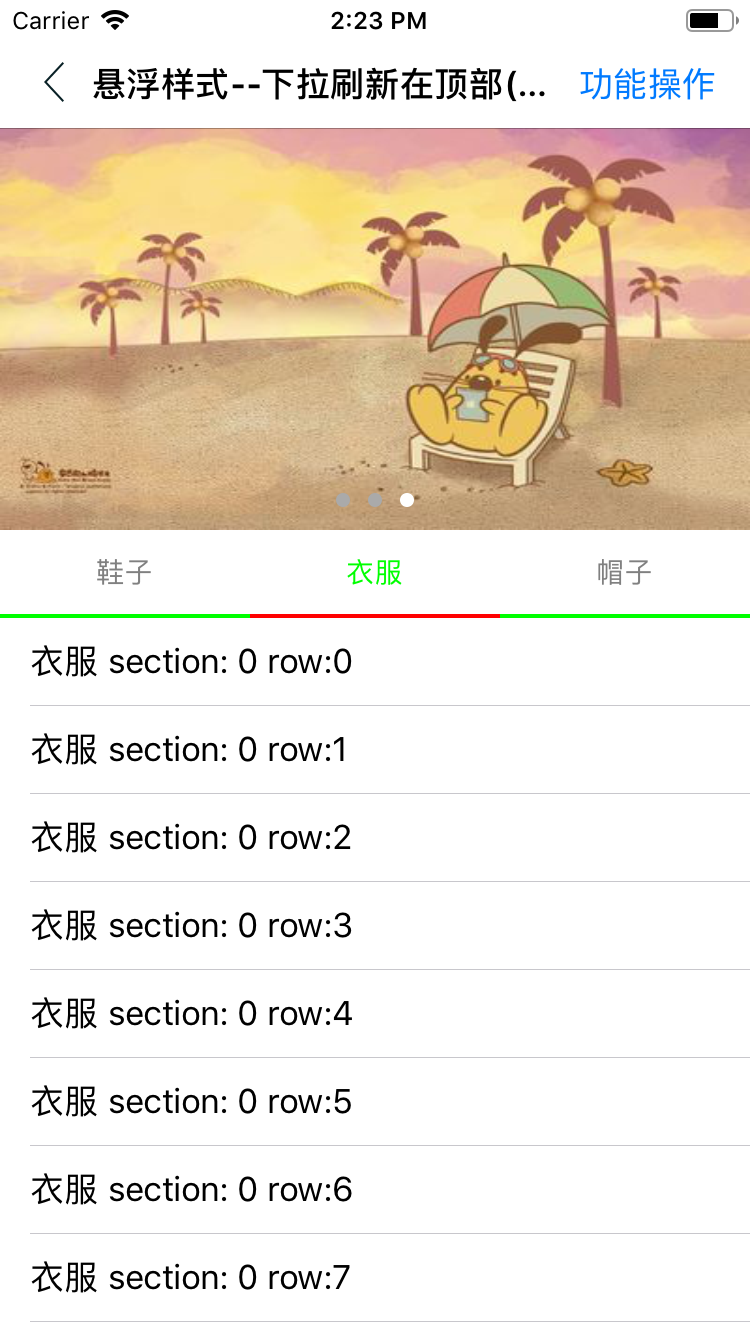 Carrier 2:23 PM
悬浮样式--下拉刷新在顶部(... 功能操作
鞋子 衣服 帽子
衣服 section: 0 row:0
衣服 section: 0 row:1
衣服 section: 0 row:2
衣服 section: 0 row:3
衣服 section: 0 row:4
衣服 section: 0 row:5
衣服 section: 0 row:6
衣服 section: 0 row:7